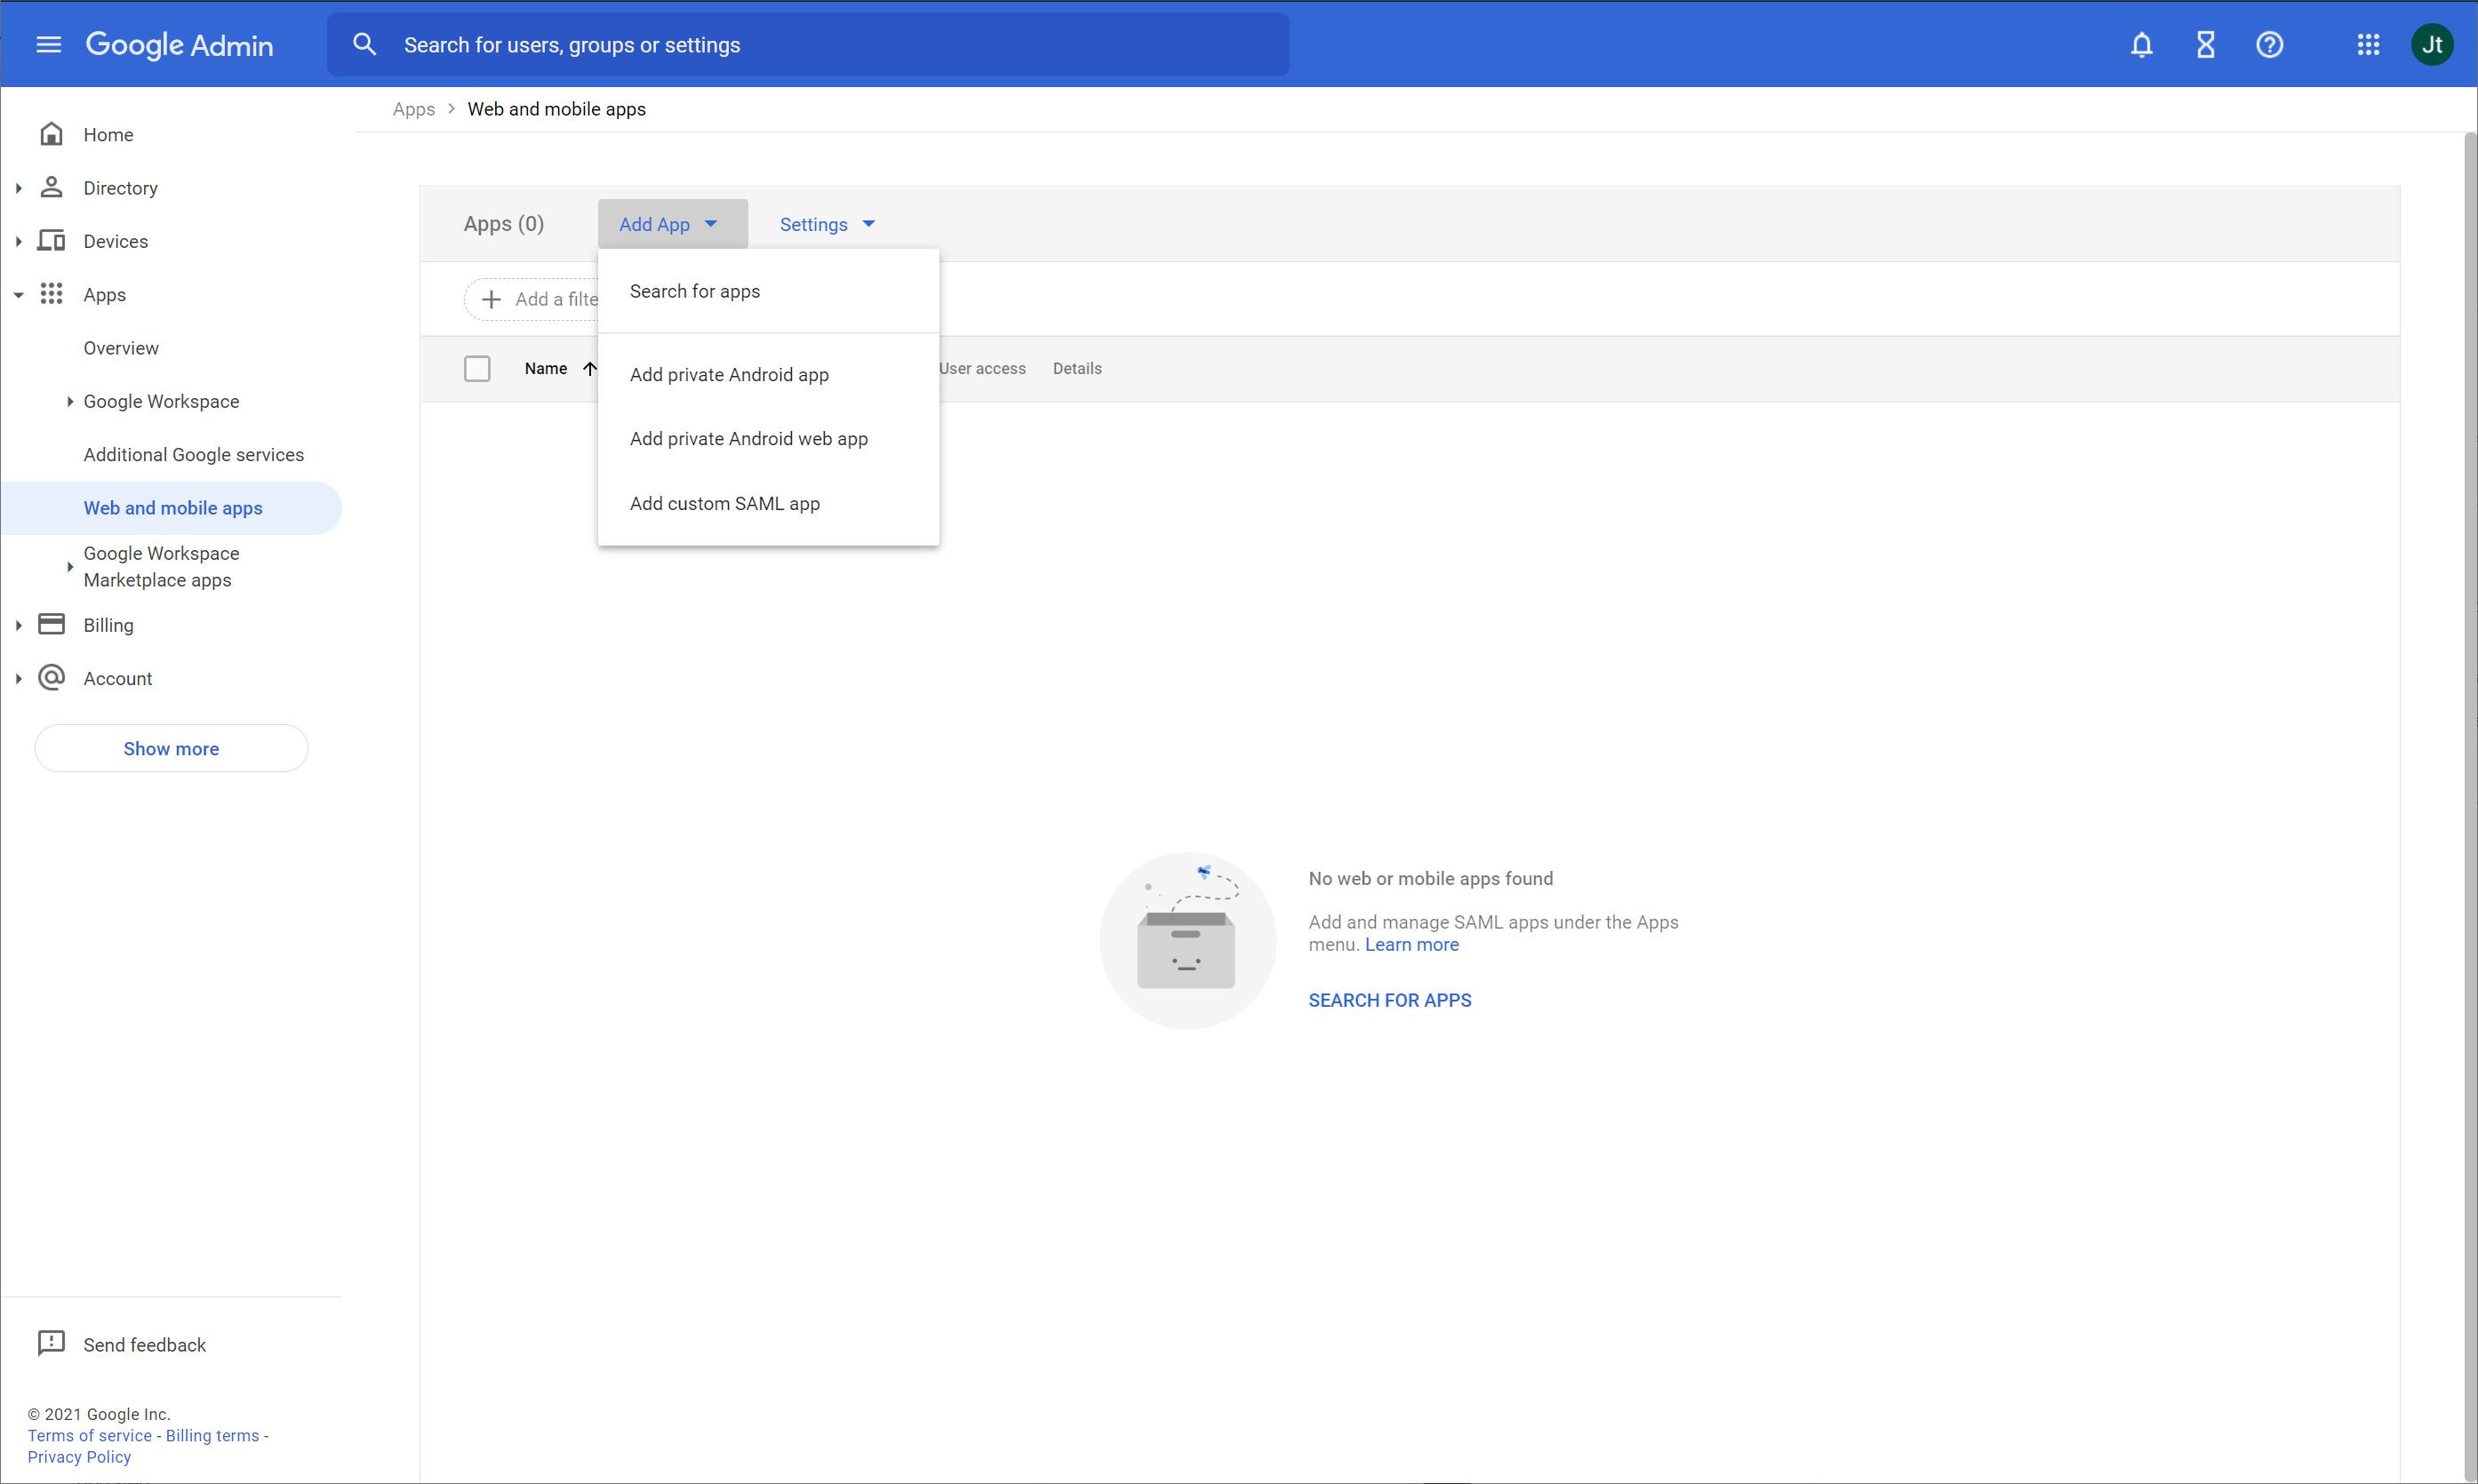 Google Admin
Search for users, groups or settings
Jt
Home
Directory
Devices
Apps
Overview
Google Workspace
Additional Google services
Web and mobile apps
Google Workspace
Marketplace apps
Billing
Account
Show more
Send feedback
© 2021 Google Inc.
Terms of service - Billing terms -
Privacy Policy
Apps > Web and mobile apps
Apps (0)
Add App
Settings
Add a filte
Name
User access
Details
Search for apps
Add private Android app
Add private Android web app
Add custom SAML app
No web or mobile apps found
Add and manage SAML apps under the Apps
menu. Learn more
SEARCH FOR APPS